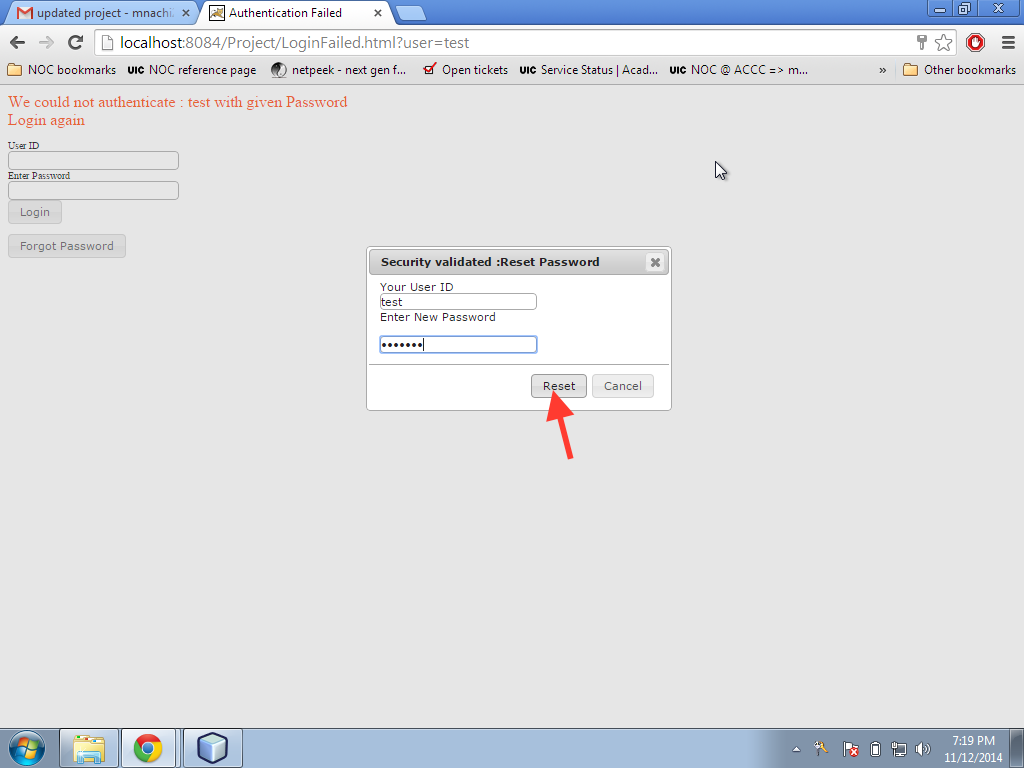 updated project - mnachi
Authentication Failed
localhost:8084/Project/LoginFailed.html?user=test
NOC bookmarks
UIC NOC reference page
netpeek - next gen f...
Open tickets
UIC Service Status | Acad...
UIC NOC @ ACCC => m...
»
Other bookmarks
We could not authenticate : test with given Password
Login again
User ID
Enter Password
Login
Forgot Password
Security validated :Reset Password
Your User ID
test
Enter New Password
•••••••
Reset
Cancel
7:19 PM
11/12/2014